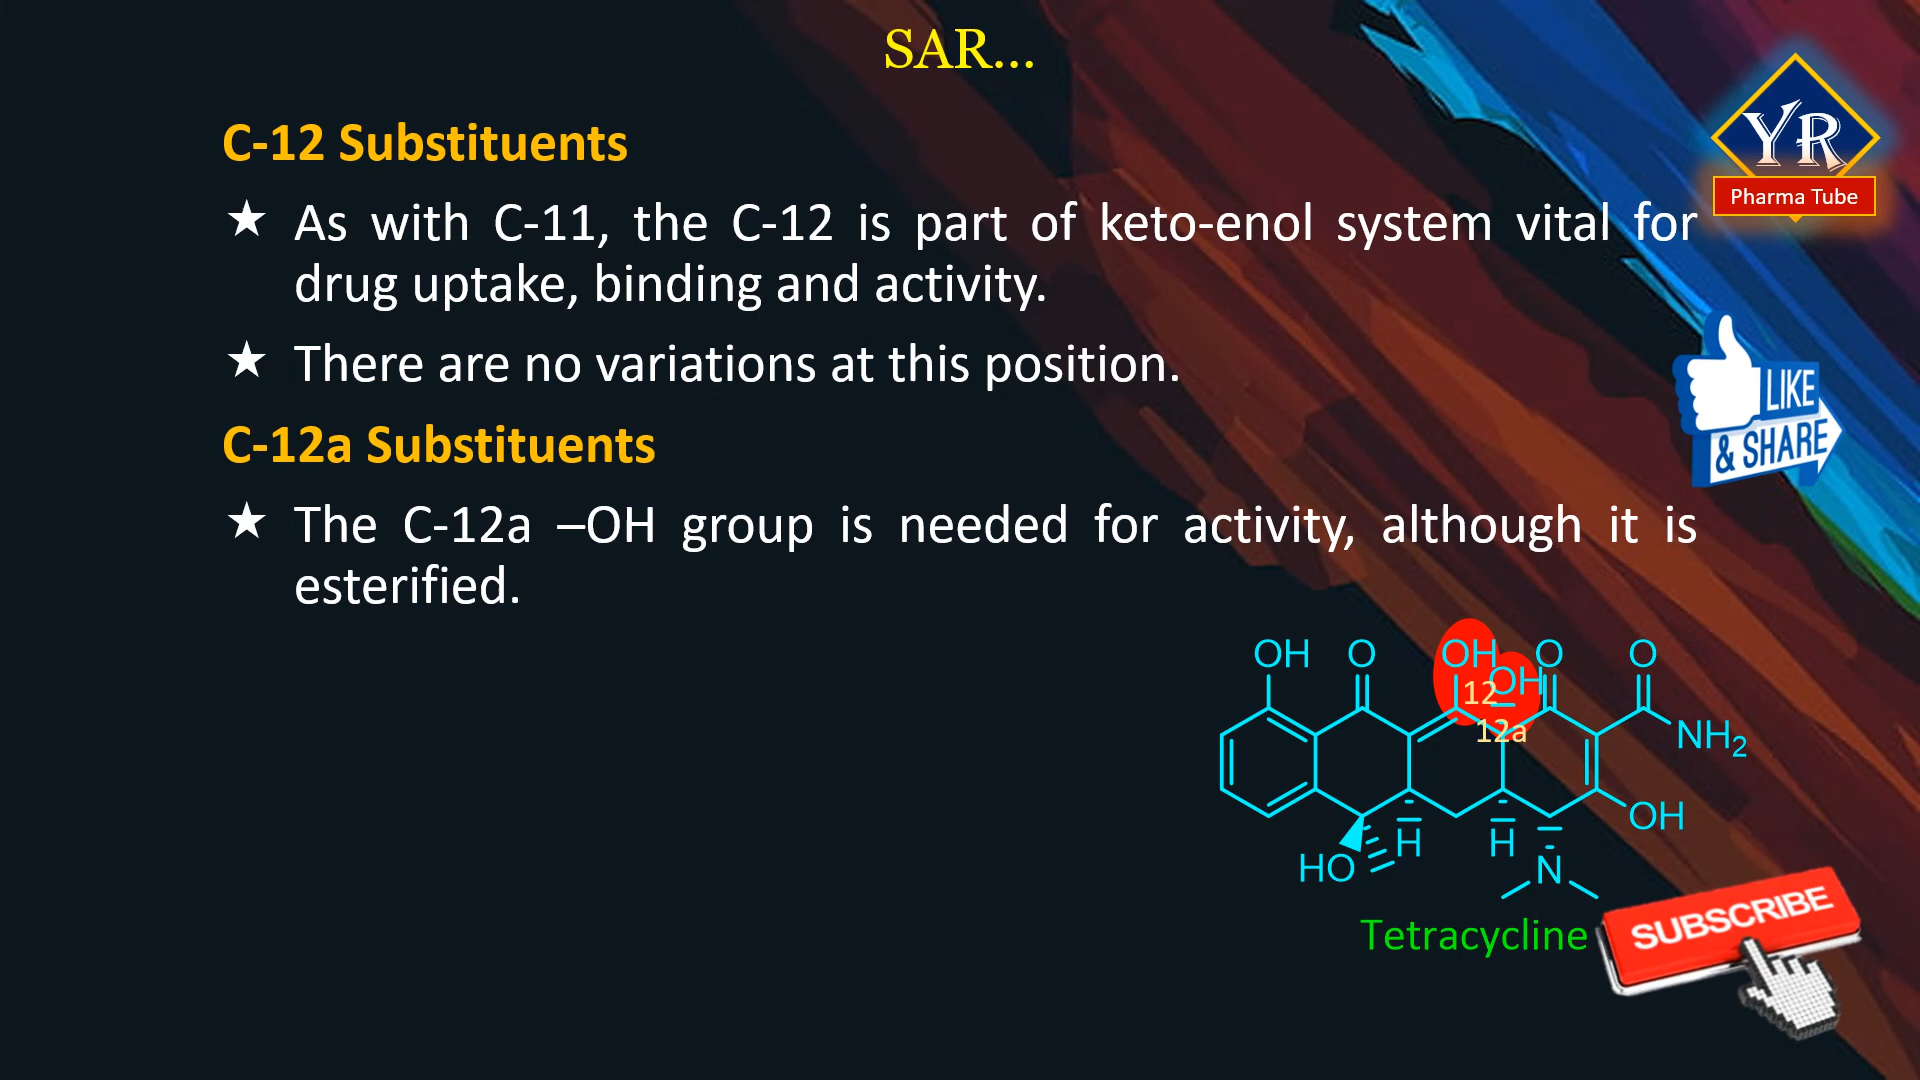 SAR...
YR
Pharma Tube
C-12 Substituents
★ As with C-11, the C-12 is part of keto-enol system vital for
drug uptake, binding and activity.
★ There are no variations at this position.
LIKE
& SHARE
C-12a Substituents
★ The C-12a –OH group is needed for activity, although it is
esterified.
OH O OH O O
OH
12
12a
NH2
OH
H H
HO N
Tetracycline
SUBSCRIBE